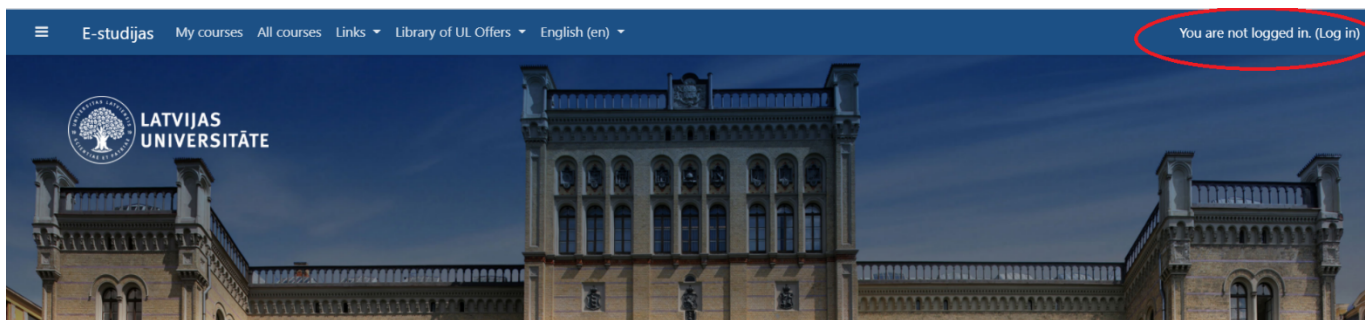 E-studijas My courses All courses Links Library of UL Offers English (en) You are not logged in. (Log in)
LATVIJAS
UNIVERSITĀTE